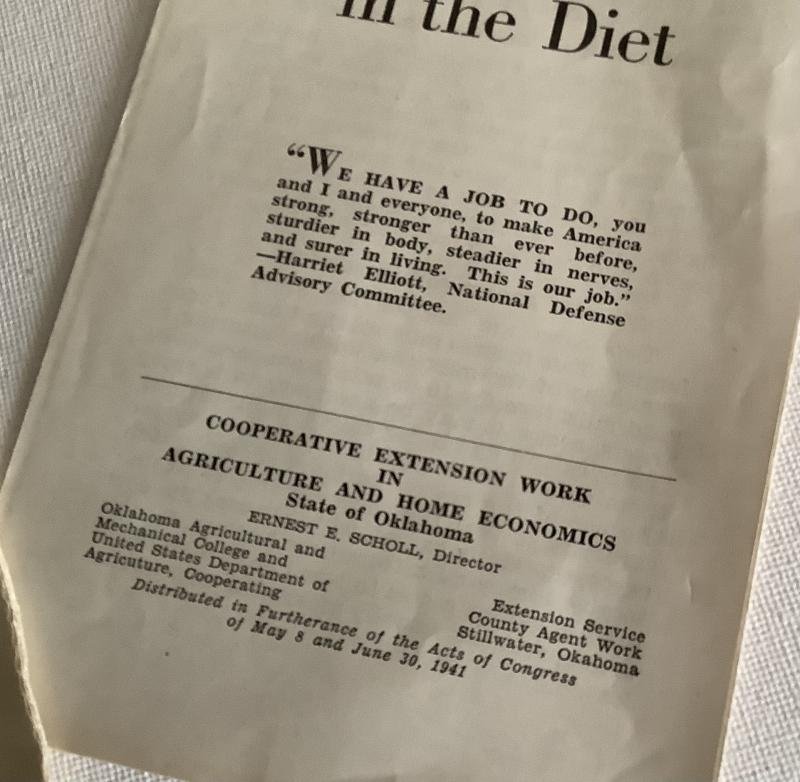 in the Diet
“WE HAVE A JOB TO DO, you
and I and everyone, to make America
strong, stronger than ever before,
sturdier in body, steadier in nerves,
and surer in living. This is our job.”
—Harriet Elliott, National Defense
Advisory Committee.
COOPERATIVE EXTENSION WORK
IN
AGRICULTURE AND HOME ECONOMICS
State of Oklahoma
ERNEST E. SCHOLL, Director
Oklahoma Agricultural and
Mechanical College and
United States Department of
Agricuture, Cooperating
Extension Service
County Agent Work
Stillwater, Oklahoma
Distributed in Furtherance of the Acts of Congress
of May 8 and June 30, 1941